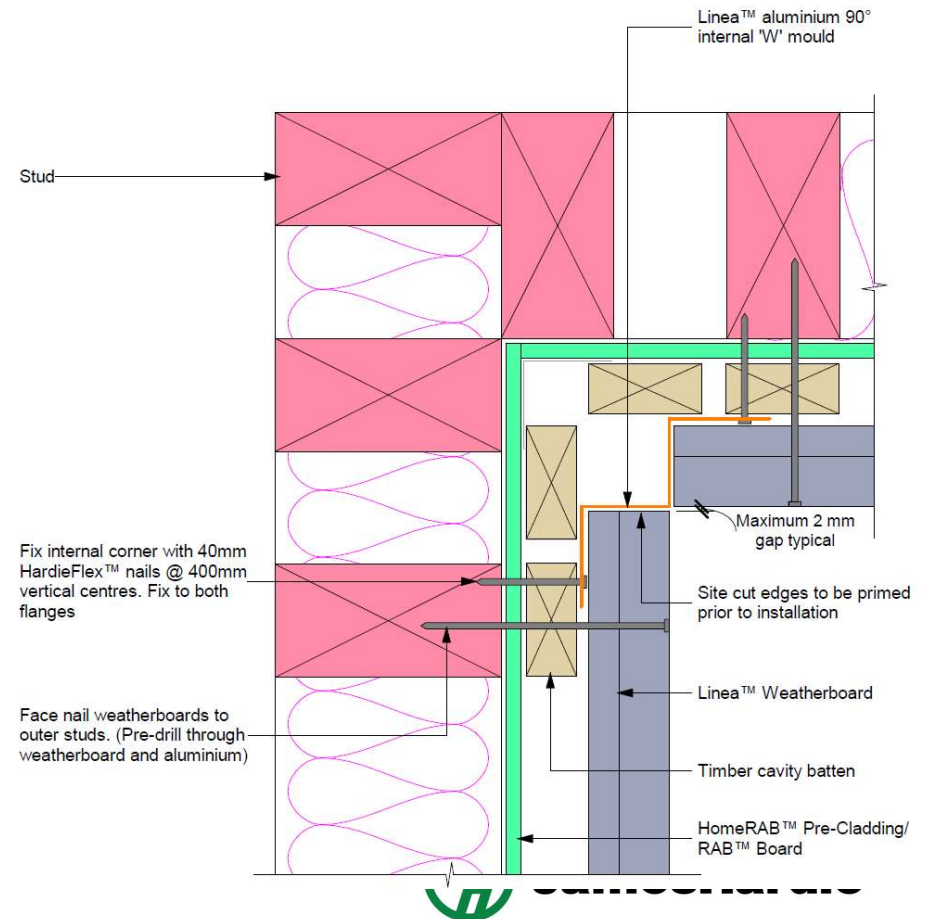 Linea™ aluminium 90°
internal 'W' mould
Stud
Maximum 2 mm
gap typical
Fix internal corner with 40mm
HardieFlex™ nails @ 400mm
vertical centres. Fix to both
flanges
Site cut edges to be primed
prior to installation
Linea™ Weatherboard
Face nail weatherboards to
outer studs. (Pre-drill through
weatherboard and aluminium)
Timber cavity batten
HomeRAB™ Pre-Cladding/
RAB™ Board